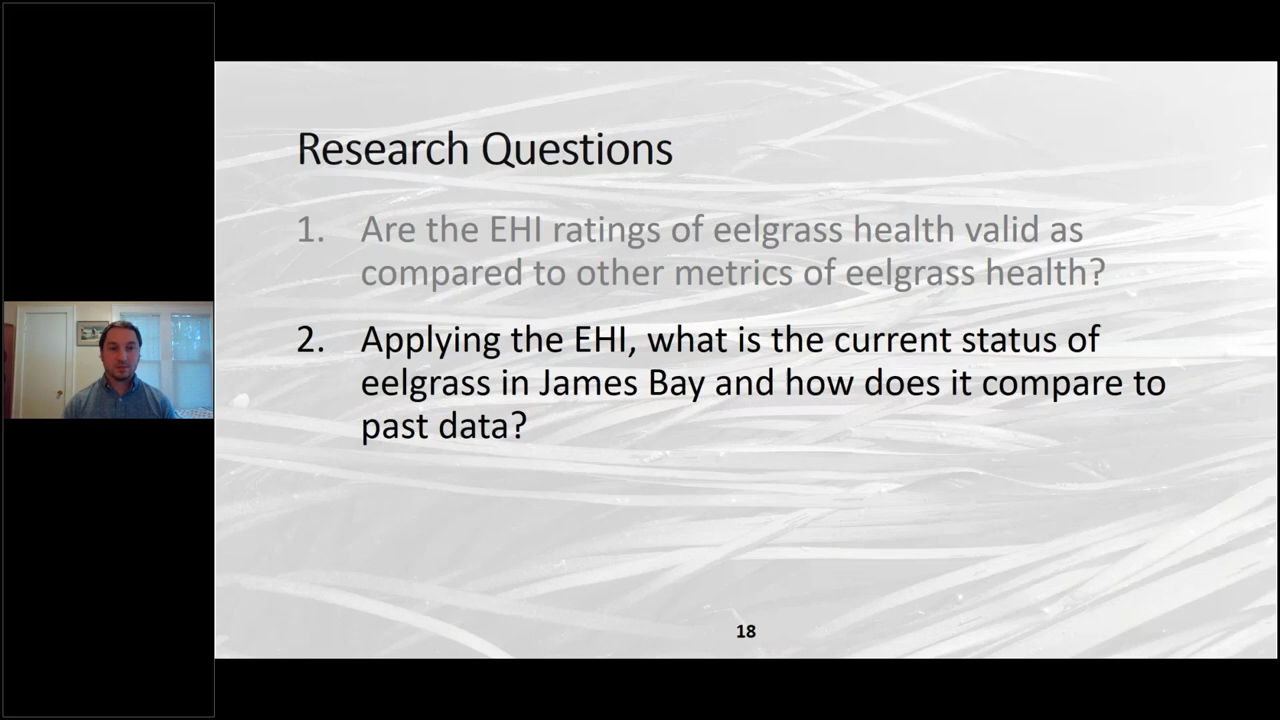 Research Questions
1. Are the EHI ratings of eelgrass health valid as
compared to other metrics of eelgrass health?
2. Applying the EHI, what is the current status of
eelgrass in James Bay and how does it compare to
past data?
18